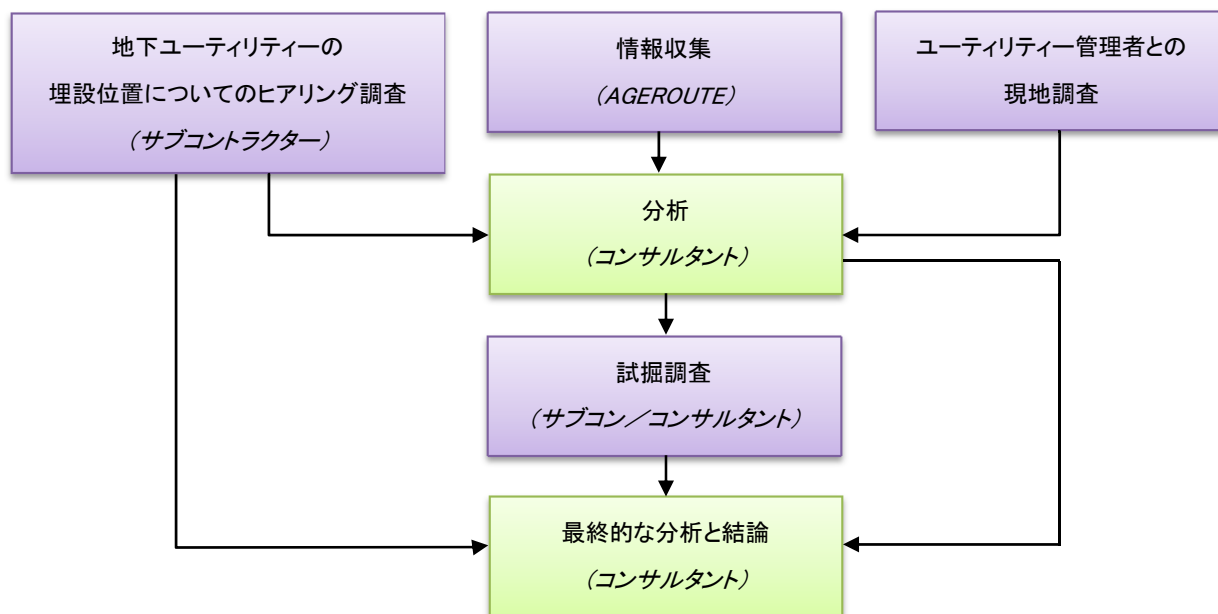 地下ユーティリティーの
埋設位置についてのヒアリング調査
（サブコントラクター）
情報収集
（AGEROUTE）
ユーティリティー管理者との
現地調査
分析
（コンサルタント）
試掘調査
（サブコン／コンサルタント）
最終的な分析と結論
（コンサルタント）